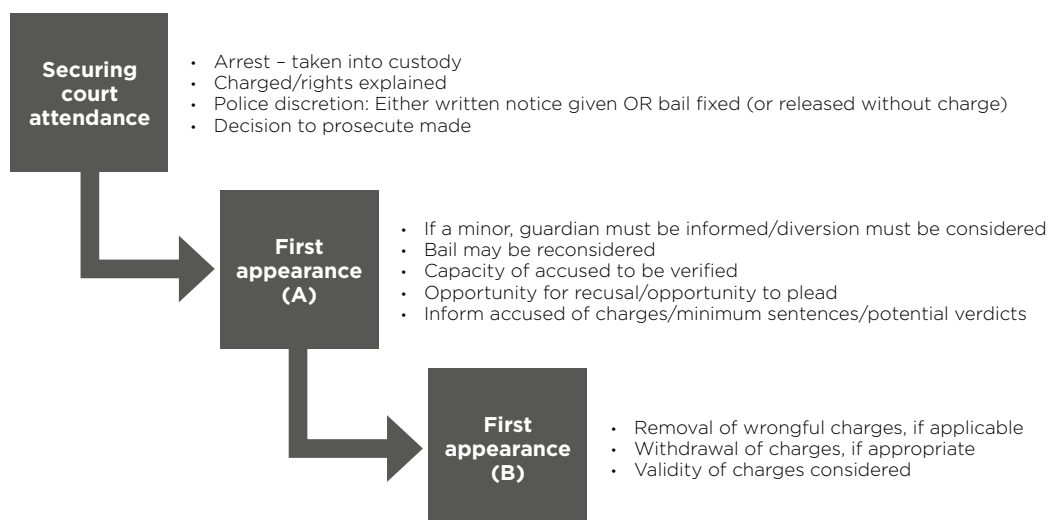 Securing
court
attendance
• Arrest – taken into custody
• Charged/rights explained
• Police discretion: Either written notice given OR bail fixed (or released without charge)
• Decision to prosecute made
First
appearance
(A)
• If a minor, guardian must be informed/diversion must be considered
• Bail may be reconsidered
• Capacity of accused to be verified
• Opportunity for recusal/opportunity to plead
• Inform accused of charges/minimum sentences/potential verdicts
First
appearance
(B)
• Removal of wrongful charges, if applicable
• Withdrawal of charges, if appropriate
• Validity of charges considered